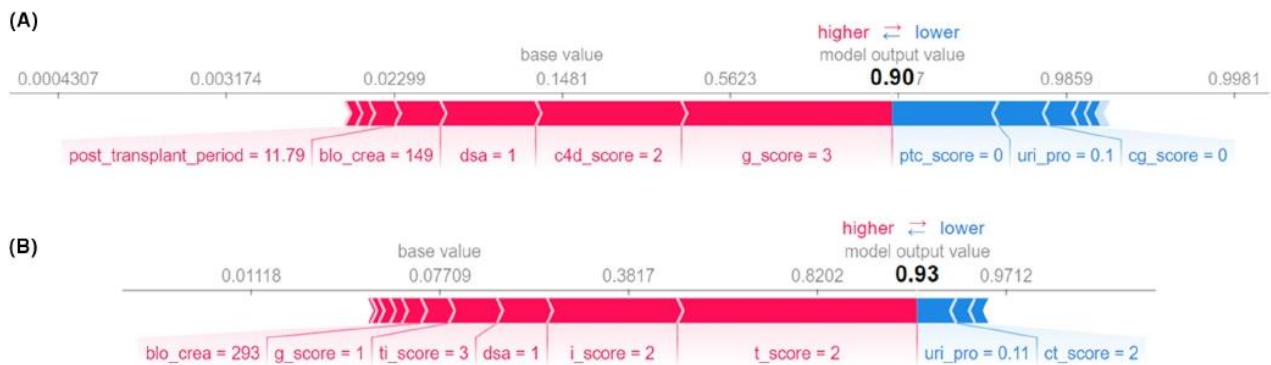 (A)
higher ⇄ lower
base value model output value
0.0004307 0.003174 0.02299 0.1481 0.5623 0.907 0.9859 0.9981
post_transplant_period = 11.79 blo_crea = 149 dsa = 1 c4d_score = 2 g_score = 3 ptc_score = 0 uri_pro = 0.1 cg_score = 0
(B)
higher ⇄ lower
base value model output value
0.01118 0.07709 0.3817 0.8202 0.93 0.9712
blo_crea = 293 g_score = 1 ti_score = 3 dsa = 1 i_score = 2 t_score = 2 uri_pro = 0.11 ct_score = 2